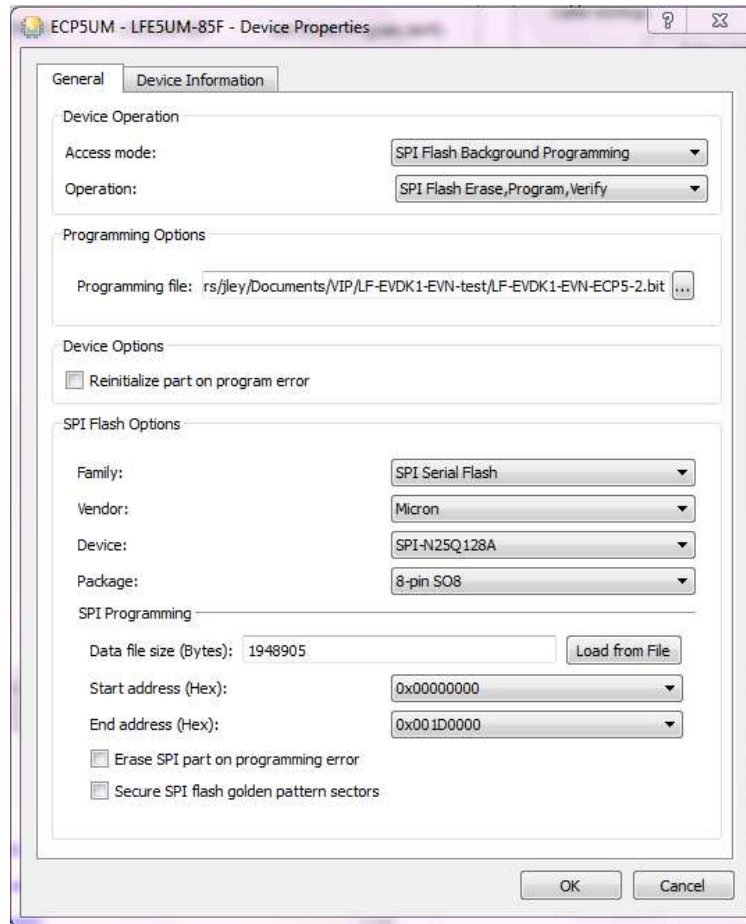 ECP5UM - LFE5UM-85F - Device Properties
General Device Information
Device Operation
Access mode: SPI Flash Background Programming
Operation: SPI Flash Erase,Program,Verify
Programming Options
Programming file: rs/jley/Documents/VIP/LF-EVDK1-EVN-test/LF-EVDK1-EVN-ECP5-2.bit ...
Device Options
Reinitialize part on program error
SPI Flash Options
Family: SPI Serial Flash
Vendor: Micron
Device: SPI-N25Q128A
Package: 8-pin SO8
SPI Programming
Data file size (Bytes): 1948905 Load from File
Start address (Hex): 0x00000000
End address (Hex): 0x001D0000
Erase SPI part on programming error
Secure SPI flash golden pattern sectors
OK Cancel